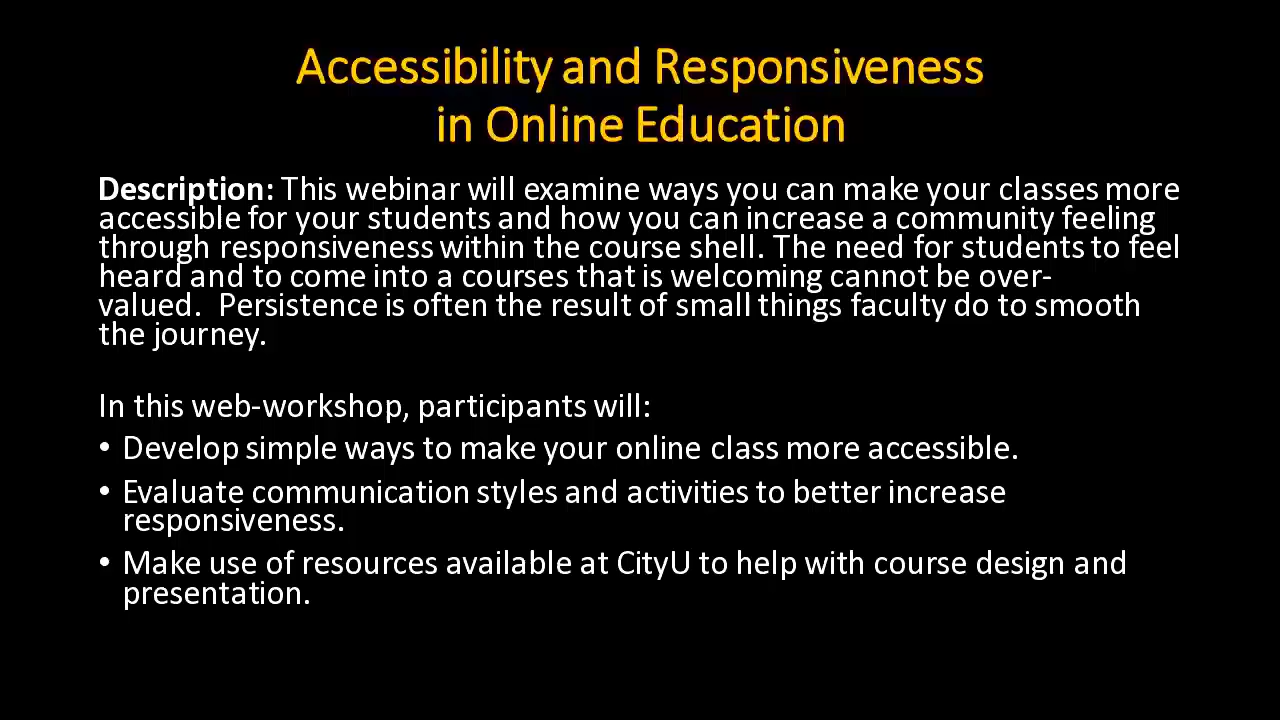 Accessibility and Responsiveness
in Online Education
Description: This webinar will examine ways you can make your classes more
accessible for your students and how you can increase a community feeling
through responsiveness within the course shell. The need for students to feel
heard and to come into a courses that is welcoming cannot be over-
valued.  Persistence is often the result of small things faculty do to smooth
the journey.
In this web-workshop, participants will:
• Develop simple ways to make your online class more accessible.
• Evaluate communication styles and activities to better increase
responsiveness.
• Make use of resources available at CityU to help with course design and
presentation.